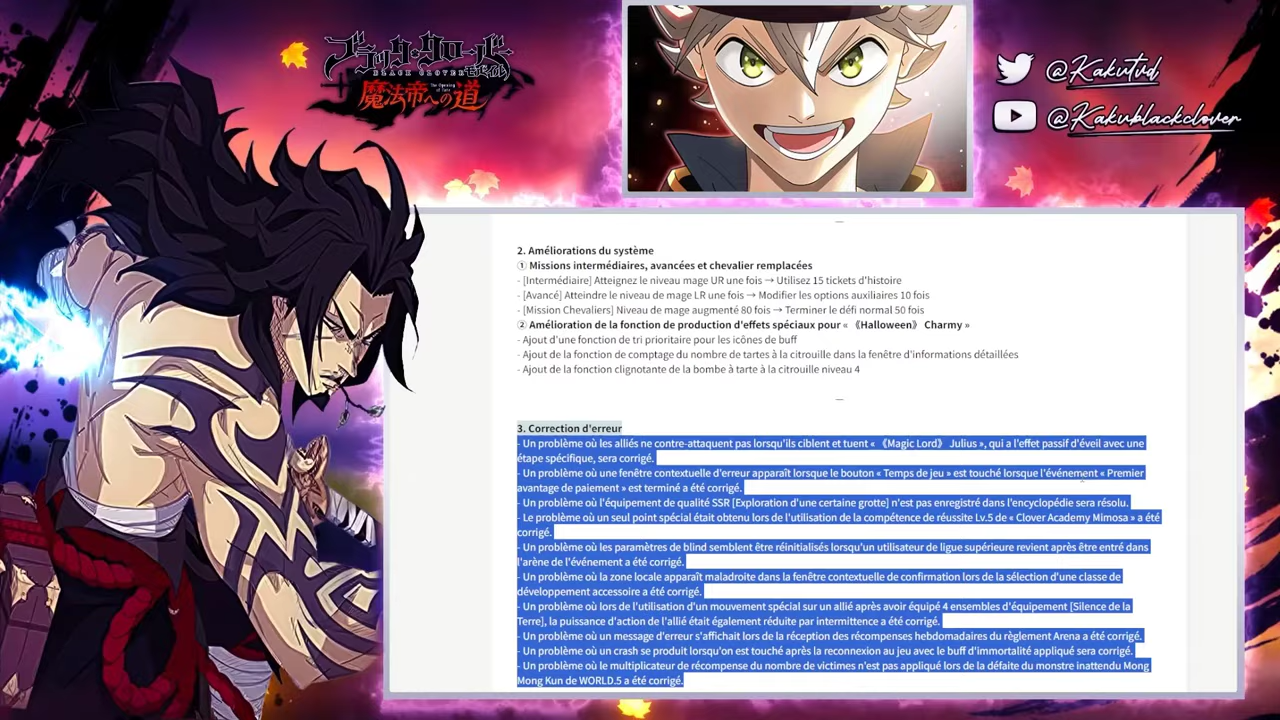 ブラック・クローバー
BLACK CLOVER モバイル
The Opening of Fate
魔法帝への道
@Kakutvd
@Kakublackclover
2. Améliorations du système
① Missions intermédiaires, avancées et chevalier remplacées
- [Intermédiaire] Atteignez le niveau mage UR une fois → Utilisez 15 tickets d'histoire
- [Avancé] Atteindre le niveau de mage LR une fois → Modifier les options auxiliaires 10 fois
- [Mission Chevaliers] Niveau de mage augmenté 80 fois → Terminer le défi normal 50 fois
② Amélioration de la fonction de production d'effets spéciaux pour « 《Halloween》 Charmy »
- Ajout d'une fonction de tri prioritaire pour les icônes de buff
- Ajout de la fonction de comptage du nombre de tartes à la citrouille dans la fenêtre d'informations détaillées
- Ajout de la fonction clignotante de la bombe à tarte à la citrouille niveau 4
3. Correction d'erreur
- Un problème où les alliés ne contre-attaquent pas lorsqu'ils ciblent et tuent « 《Magic Lord》 Julius », qui a l'effet passif d'éveil avec une
étape spécifique, sera corrigé.
- Un problème où une fenêtre contextuelle d'erreur apparaît lorsque le bouton « Temps de jeu » est touché lorsque l'événement « Premier
avantage de paiement » est terminé a été corrigé.
- Un problème où l'équipement de qualité SSR [Exploration d'une certaine grotte] n'est pas enregistré dans l'encyclopédie sera résolu.
- Le problème où un seul point spécial était obtenu lors de l'utilisation de la compétence de réussite Lv.5 de « Clover Academy Mimosa » a été
corrigé.
- Un problème où les paramètres de blind semblent être réinitialisés lorsqu'un utilisateur de ligue supérieure revient après être entré dans
l'arène de l'événement a été corrigé.
- Un problème où la zone locale apparaît maladroite dans la fenêtre contextuelle de confirmation lors de la sélection d'une classe de
développement accessoire a été corrigé.
- Un problème où lors de l'utilisation d'un mouvement spécial sur un allié après avoir équipé 4 ensembles d'équipement [Silence de la
Terre], la puissance d'action de l'allié était également réduite par intermittence a été corrigé.
- Un problème où un message d'erreur s'affichait lors de la réception des récompenses hebdomadaires du règlement Arena a été corrigé.
- Un problème où un crash se produit lorsqu'on est touché après la reconnexion au jeu avec le buff d'immortalité appliqué sera corrigé.
- Un problème où le multiplicateur de récompense du nombre de victimes n'est pas appliqué lors de la défaite du monstre inattendu Mong
Mong Kun de WORLD.5 a été corrigé.